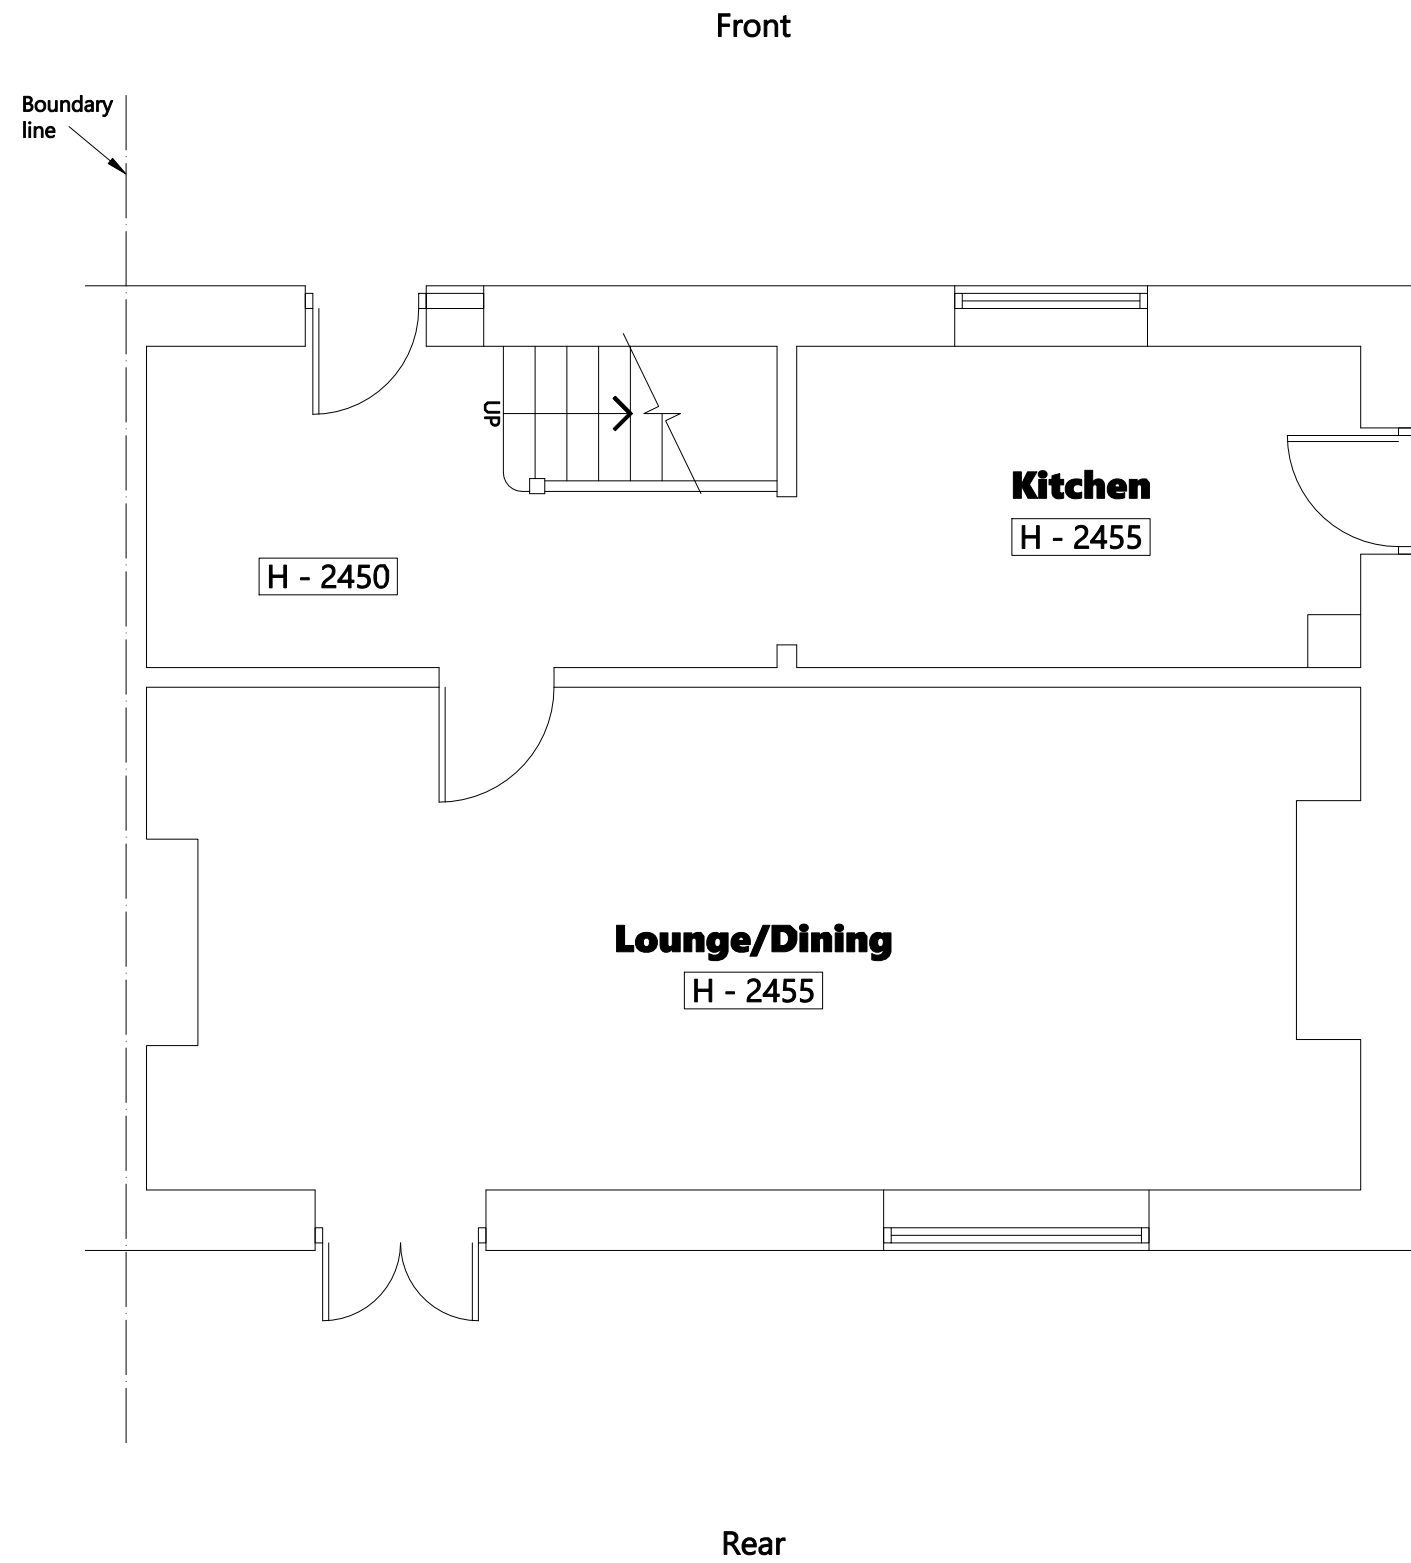 Front
Boundary
line
UP
Kitchen
H - 2455
H - 2450
Lounge/Dining
H - 2455
Rear